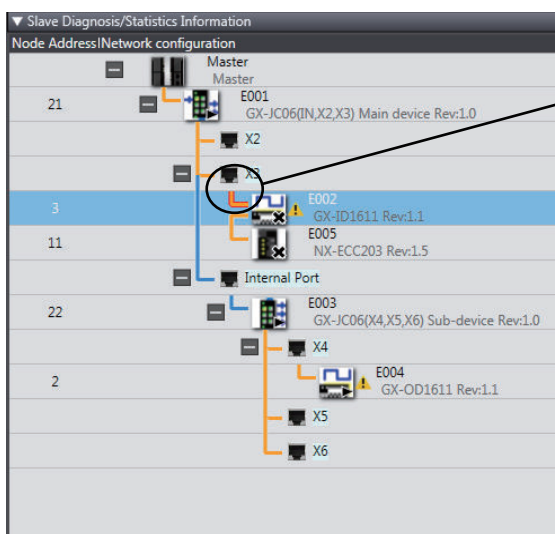 ▼ Slave Diagnosis/Statistics Information
Node Address|Network configuration
Master
Master
21
E001
GX-JC06(IN,X2,X3) Main device Rev:1.0
X2
X3
3
E002
GX-ID1611 Rev:1.1
11
E005
NX-ECC203 Rev:1.5
Internal Port
22
E003
GX-JC06(X4,X5,X6) Sub-device Rev:1.0
X4
2
E004
GX-OD1611 Rev:1.1
X5
X6